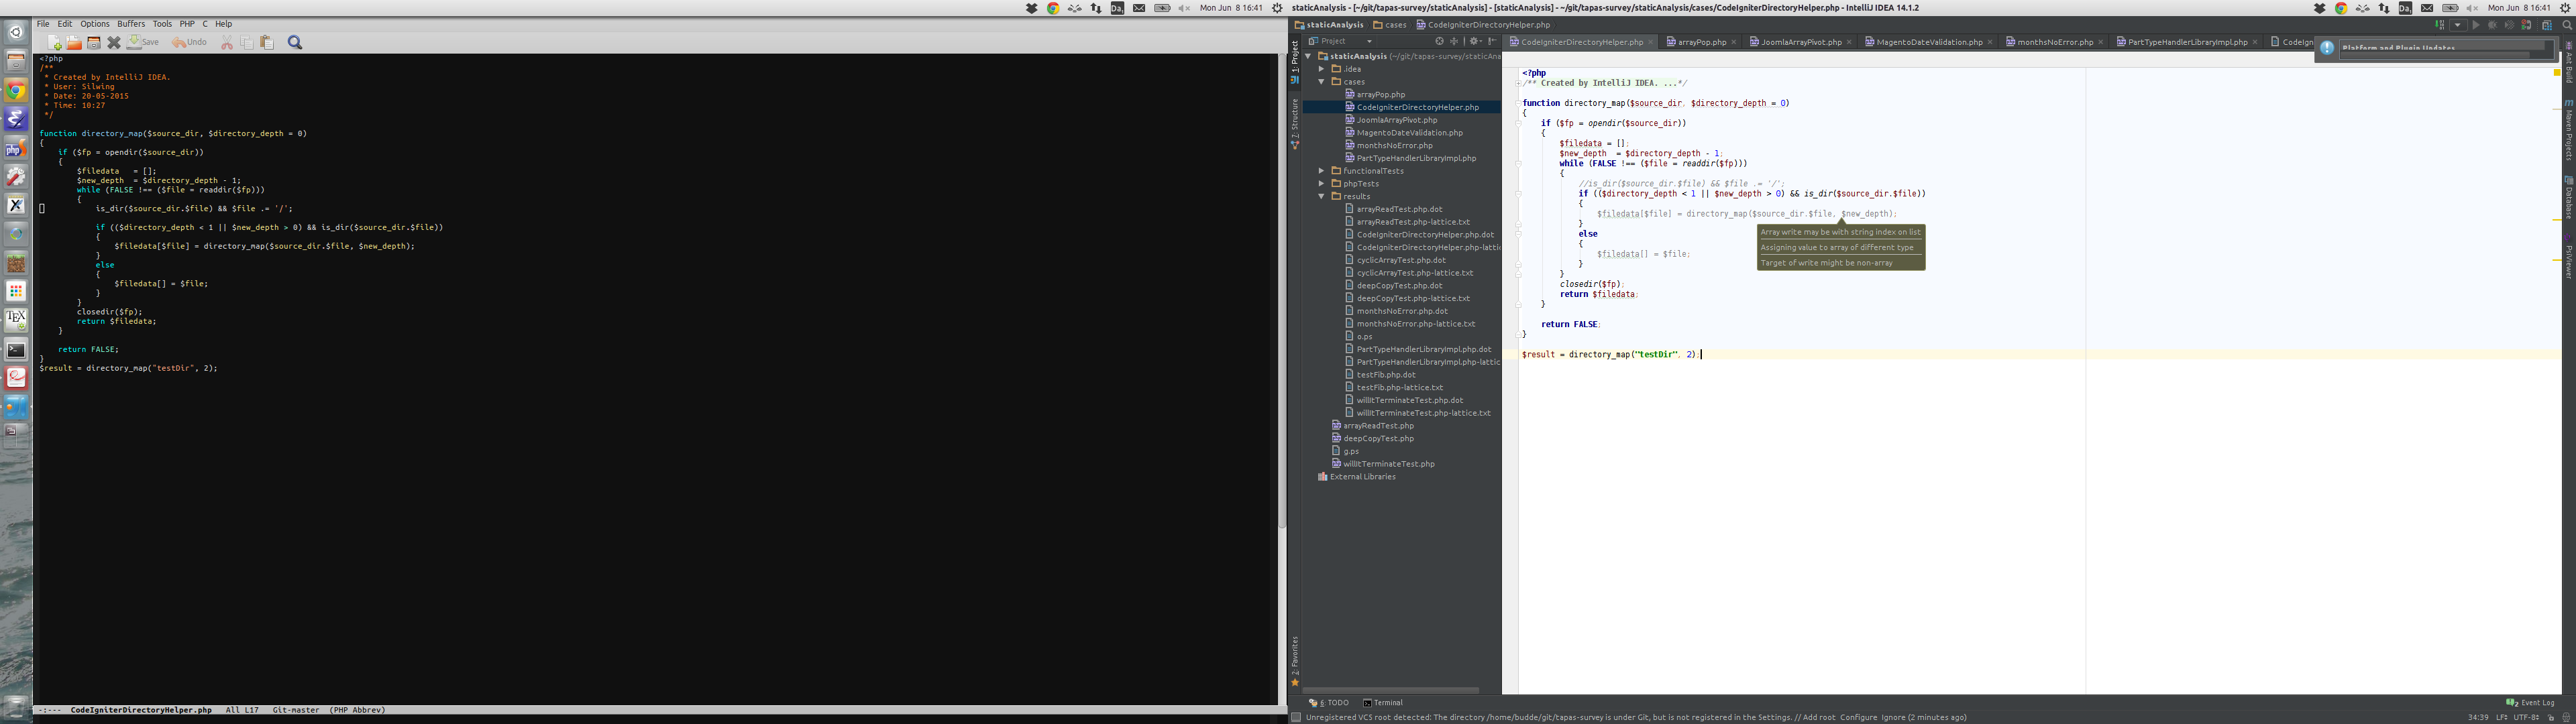 Mon Jun 8 16:41
staticAnalysis - [~/git/tapas-survey/staticAnalysis] - [staticAnalysis] - ~/git/tapas-survey/staticAnalysis/cases/CodeIgniterDirectoryHelper.php - IntelliJ IDEA 14.1.2
Mon Jun 8 16:41
File Edit Options Buffers Tools PHP C Help
Save Undo
<?php
/**
 * Created by IntelliJ IDEA.
 * User: Silwing
 * Date: 20-05-2015
 * Time: 10:27
 */
function directory_map($source_dir, $directory_depth = 0)
{
    if ($fp = opendir($source_dir))
    {
        $filedata   = [];
        $new_depth  = $directory_depth - 1;
        while (FALSE !== ($file = readdir($fp)))
        {
            is_dir($source_dir.$file) && $file .= '/';
            if (($directory_depth < 1 || $new_depth > 0) && is_dir($source_dir.$file))
            {
                $filedata[$file] = directory_map($source_dir.$file, $new_depth);
            }
            else
            {
                $filedata[] = $file;
            }
        }
        closedir($fp);
        return $filedata;
    }
    return FALSE;
}
$result = directory_map("testDir", 2);
-:--- CodeIgniterDirectoryHelper.php All L17 Git-master (PHP Abbrev)
staticAnalysis cases CodeIgniterDirectoryHelper.php
1: Project
2: Structure
2: Favorites
Project
staticAnalysis (~/git/tapas-survey/staticAna
.idea
cases
arrayPop.php
CodeIgniterDirectoryHelper.php
JoomlaArrayPivot.php
MagentoDateValidation.php
monthsNoError.php
PartTypeHandlerLibraryImpl.php
functionalTests
phpTests
results
arrayReadTest.php.dot
arrayReadTest.php-lattice.txt
CodeIgniterDirectoryHelper.php.dot
CodeIgniterDirectoryHelper.php-lattic
cyclicArrayTest.php.dot
cyclicArrayTest.php-lattice.txt
deepCopyTest.php.dot
deepCopyTest.php-lattice.txt
monthsNoError.php.dot
monthsNoError.php-lattice.txt
o.ps
PartTypeHandlerLibraryImpl.php.dot
PartTypeHandlerLibraryImpl.php-lattic
testFib.php.dot
testFib.php-lattice.txt
willItTerminateTest.php.dot
willItTerminateTest.php-lattice.txt
arrayReadTest.php
deepCopyTest.php
g.ps
willItTerminateTest.php
External Libraries
CodeIgniterDirectoryHelper.php arrayPop.php JoomlaArrayPivot.php MagentoDateValidation.php monthsNoError.php PartTypeHandlerLibraryImpl.php CodeIgn
Platform and Plugin Updates
<?php
/** Created by IntelliJ IDEA. ...*/
function directory_map($source_dir, $directory_depth = 0)
{
    if ($fp = opendir($source_dir))
    {
        $filedata = [];
        $new_depth  = $directory_depth - 1;
        while (FALSE !== ($file = readdir($fp)))
        {
            //is_dir($source_dir.$file) && $file .= '/';
            if (($directory_depth < 1 || $new_depth > 0) && is_dir($source_dir.$file))
            {
                $filedata[$file] = directory_map($source_dir.$file, $new_depth);
            }
            else
            {
                $filedata[] = $file;
            }
        }
        closedir($fp);
        return $filedata;
    }
    return FALSE;
}
$result = directory_map("testDir", 2);
Array write may be with string index on list
Assigning value to array of different type
Target of write might be non-array
Ant Build
Maven Projects
Database
PsiViewer
6: TODO Terminal
Event Log
Unregistered VCS root detected: The directory /home/budde/git/tapas-survey is under Git, but is not registered in the Settings. // Add root Configure Ignore (2 minutes ago)
34:39 LF÷ UTF-8÷